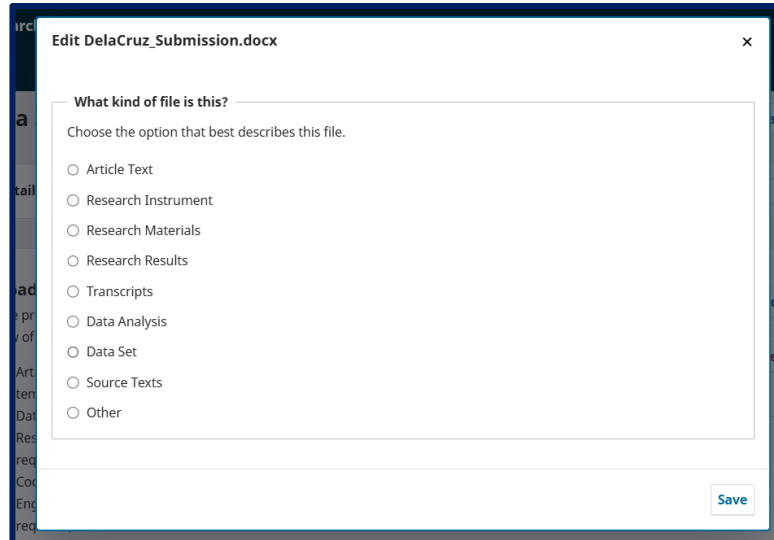 Edit DelaCruz_Submission.docx
×
What kind of file is this?
Choose the option that best describes this file.
Article Text
Research Instrument
Research Materials
Research Results
Transcripts
Data Analysis
Data Set
Source Texts
Other
Save